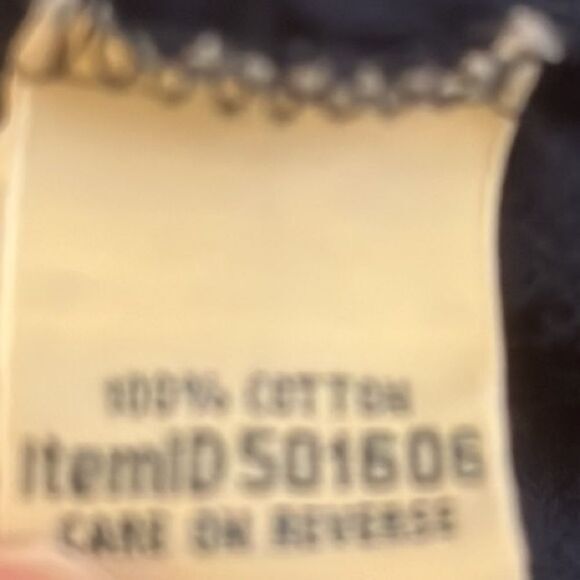 100% COTTON
ItemID 501606
CARE ON REVERSE